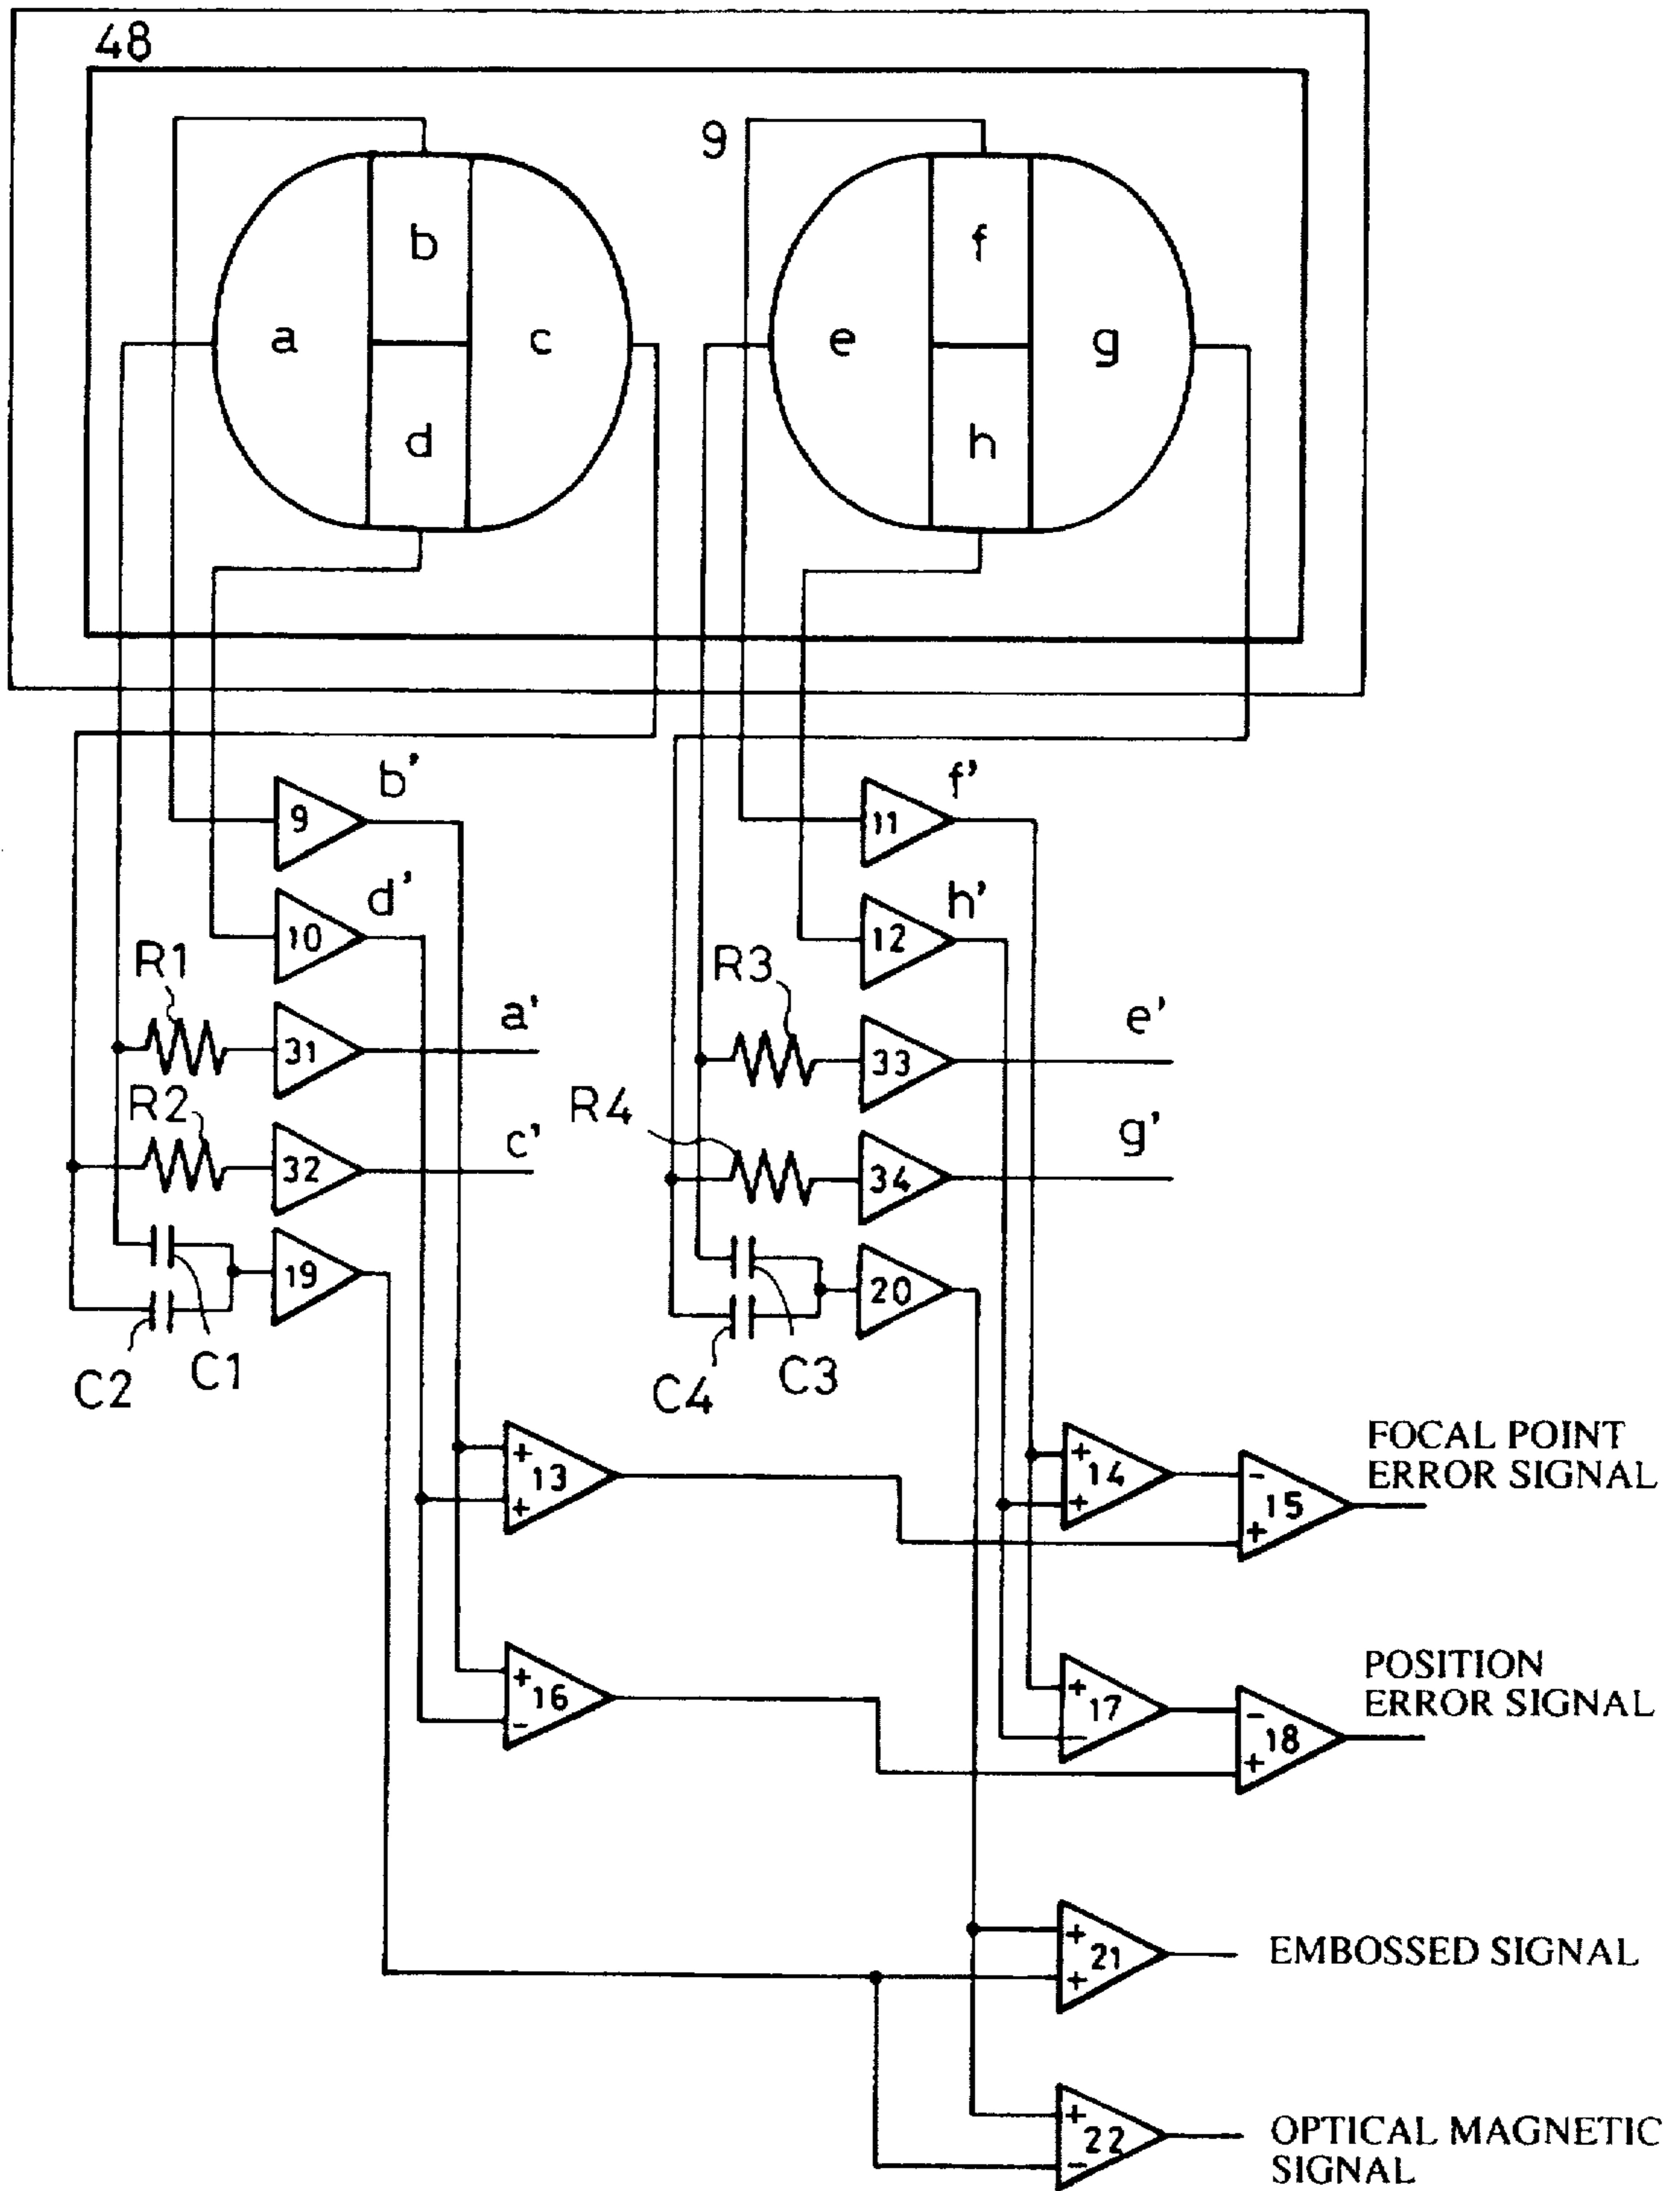 48
9
b
f
a
c
e
g
d
h
b'
f'
9
11
d'
h'
10
12
R1
R3
a'
e'
31
33
R2
R4
c'
g'
32
34
19
20
C2
C1
C4
C3
FOCAL POINT
ERROR SIGNAL
+
13
+
+
14
+
-
15
+
POSITION
ERROR SIGNAL
+
16
-
+
17
-
-
18
+
+
21
+
EMBOSSED SIGNAL
+
22
-
OPTICAL MAGNETIC
SIGNAL